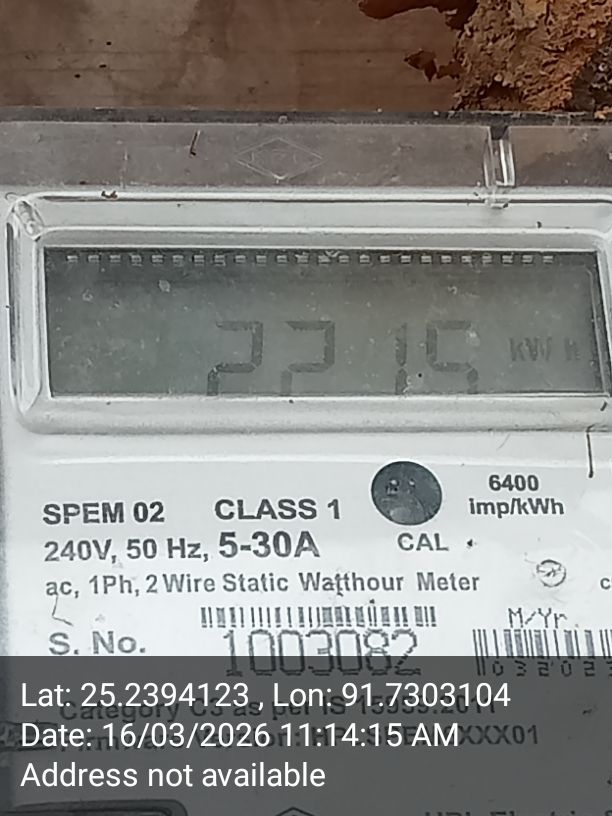 2215 kWh
6400
SPEM 02 CLASS 1 imp/kWh
240V, 50 Hz, 5-30A CAL
ac, 1Ph, 2 Wire Static Watthour Meter
M/Yr.
S. No. 1003082
032023
Lat: 25.2394123 , Lon: 91.7303104
Date: 16/03/2026 11:14:15 AM
Address not available